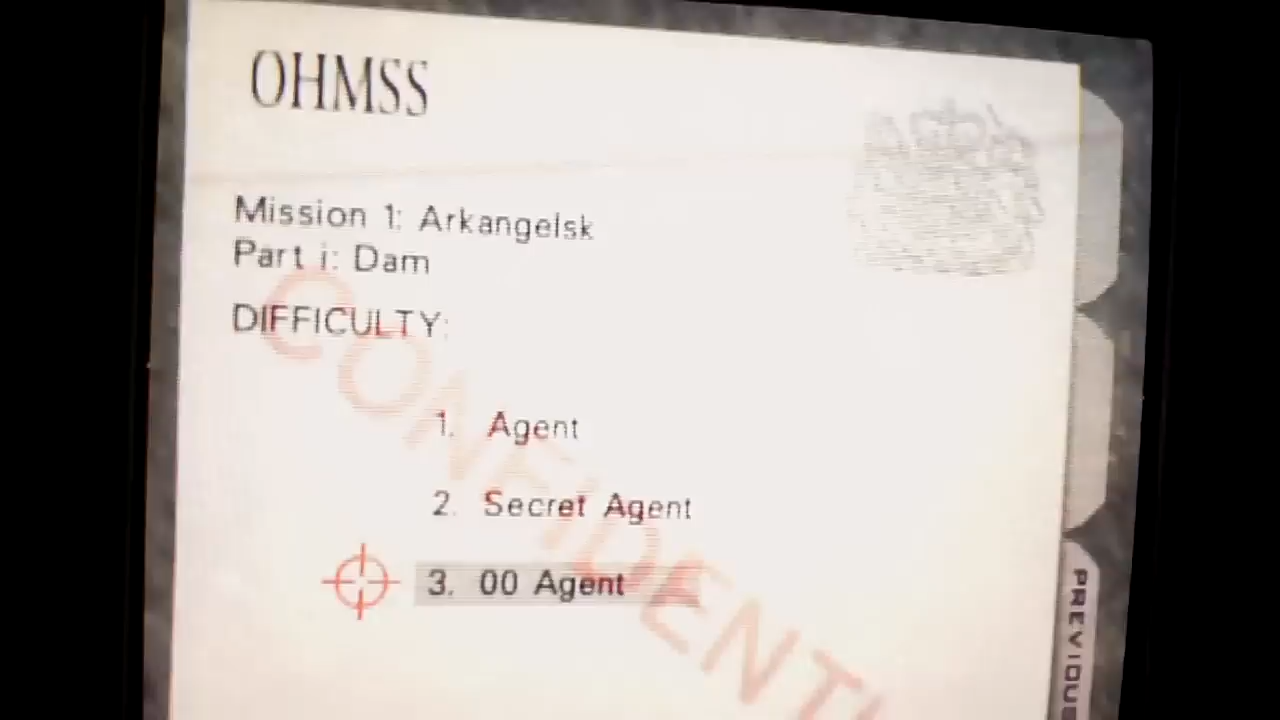 OHMSS
Mission 1: Arkangelsk
Part i: Dam
DIFFICULTY:
1. Agent
2. Secret Agent
3. 00 Agent
CONFIDENTI
PREVIOUS